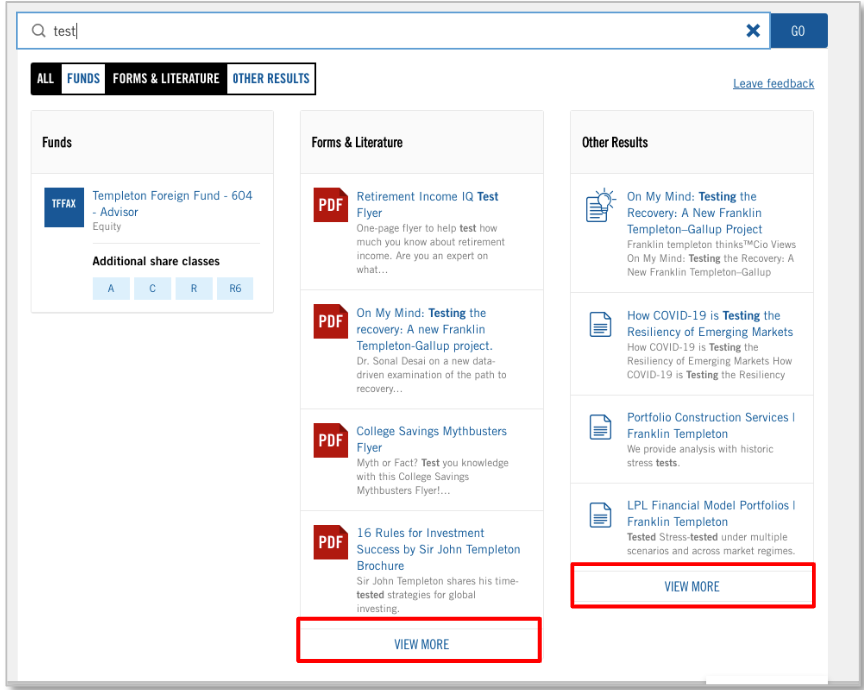 test
GO
ALL FUNDS FORMS & LITERATURE OTHER RESULTS
Leave feedback
Funds
TFFAX
Templeton Foreign Fund - 604
- Advisor
Equity
Additional share classes
A C R R6
Forms & Literature
PDF
Retirement Income IQ Test
Flyer
One-page flyer to help test how
much you know about retirement
income. Are you an expert on
what...
PDF
On My Mind: Testing the
recovery: A new Franklin
Templeton-Gallup project.
Dr. Sonal Desai on a new data-
driven examination of the path to
recovery...
PDF
College Savings Mythbusters
Flyer
Myth or Fact? Test you knowledge
with this College Savings
Mythbusters Flyer!...
PDF
16 Rules for Investment
Success by Sir John Templeton
Brochure
Sir John Templeton shares his time-
tested strategies for global
investing.
VIEW MORE
Other Results
On My Mind: Testing the
Recovery: A New Franklin
Templeton–Gallup Project
Franklin templeton thinks™Cio Views
On My Mind: Testing the Recovery: A
New Franklin Templeton–Gallup
How COVID-19 is Testing the
Resiliency of Emerging Markets
How COVID-19 is Testing the
Resiliency of Emerging Markets How
COVID-19 is Testing the Resiliency
Portfolio Construction Services |
Franklin Templeton
We provide analysis with historic
stress tests.
LPL Financial Model Portfolios |
Franklin Templeton
Tested Stress-tested under multiple
scenarios and across market regimes.
VIEW MORE